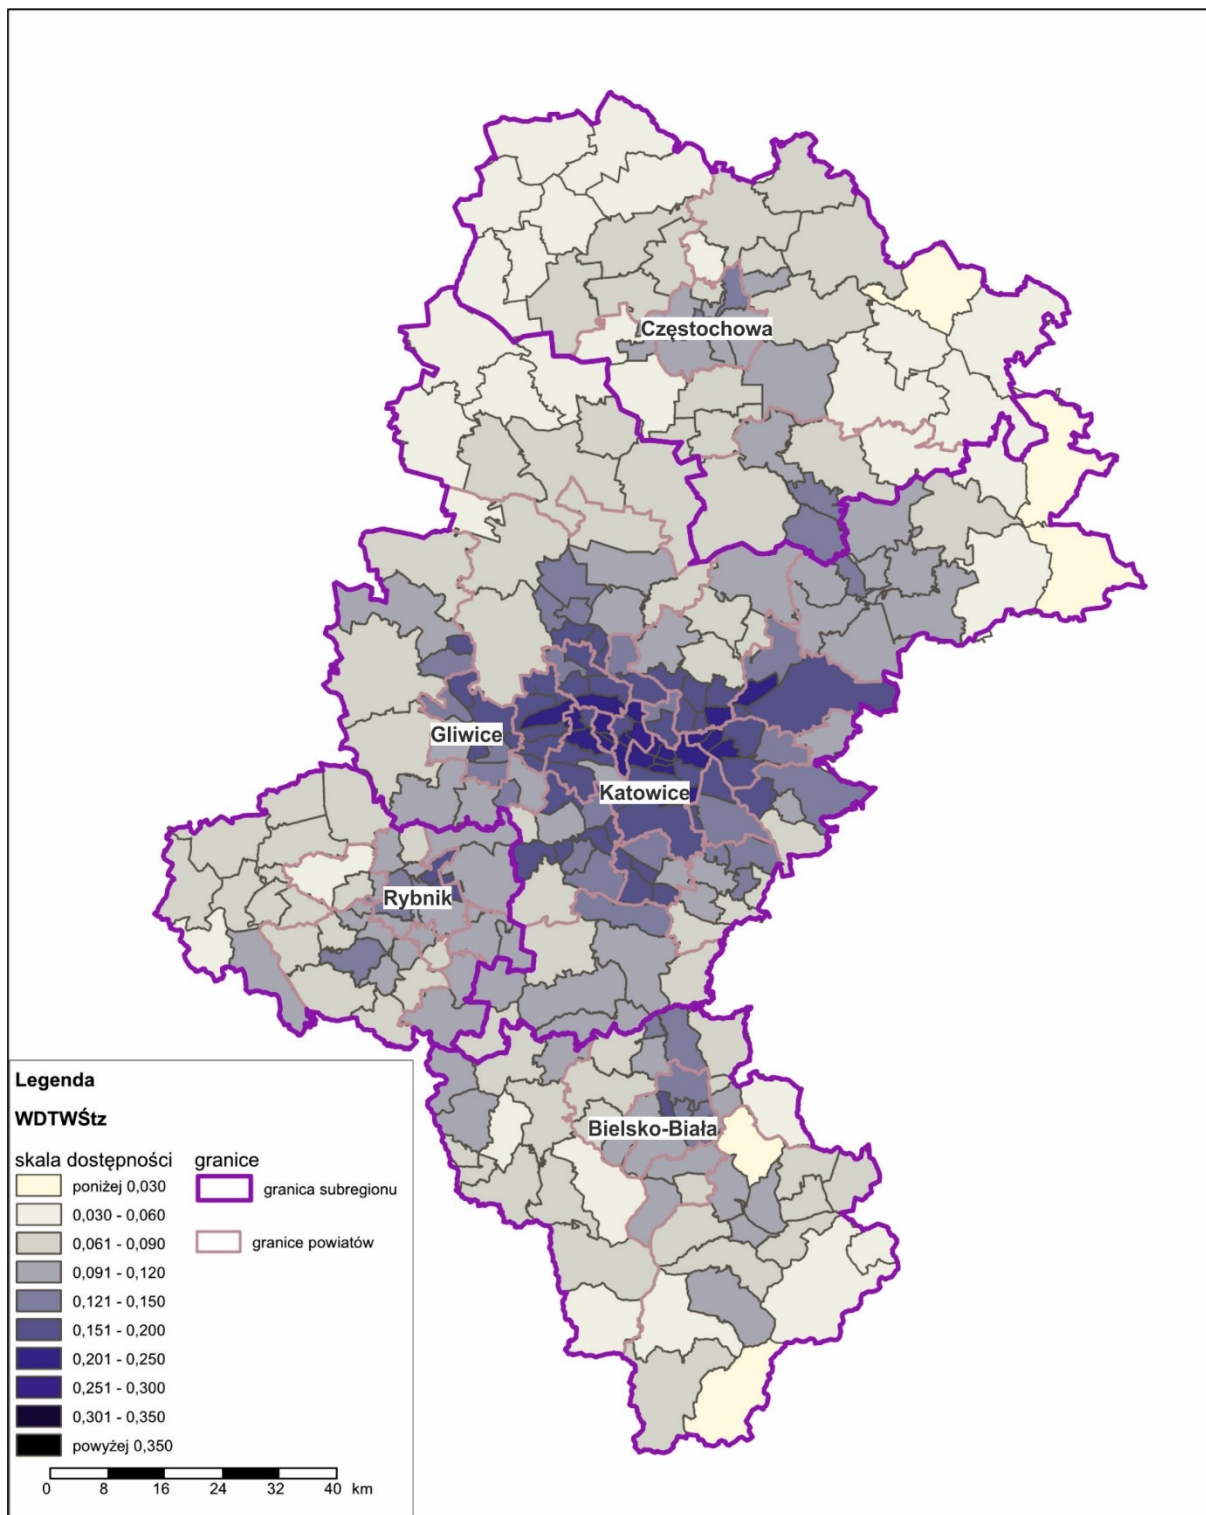 Częstochowa
Gliwice
Katowice
Rybnik
Bielsko-Biała
Legenda
WDTWŚtz
skala dostępności
granice
poniżej 0,030
granica subregionu
0,030 - 0,060
0,061 - 0,090
granice powiatów
0,091 - 0,120
0,121 - 0,150
0,151 - 0,200
0,201 - 0,250
0,251 - 0,300
0,301 - 0,350
powyżej 0,350
0 8 16 24 32 40 km